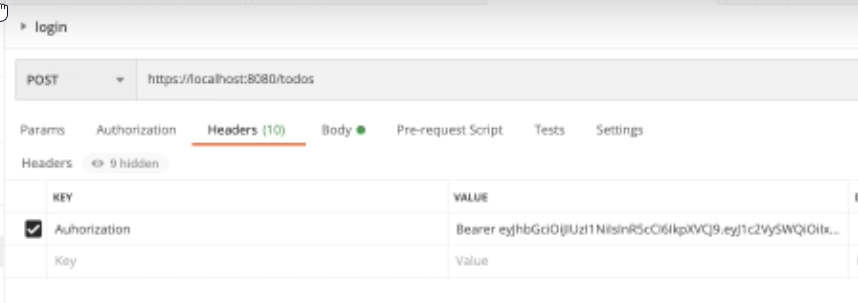 login
POST https://localhost:8080/todos
Params Authorization Headers (10) Body Pre-request Script Tests Settings
Headers 9 hidden
KEY VALUE
Auhorization Bearer eyJhbGciOiJIUzI1NiIsInR5cCI6IkpXVCJ9.eyJ1c2VySWQiOiIx...
Key Value